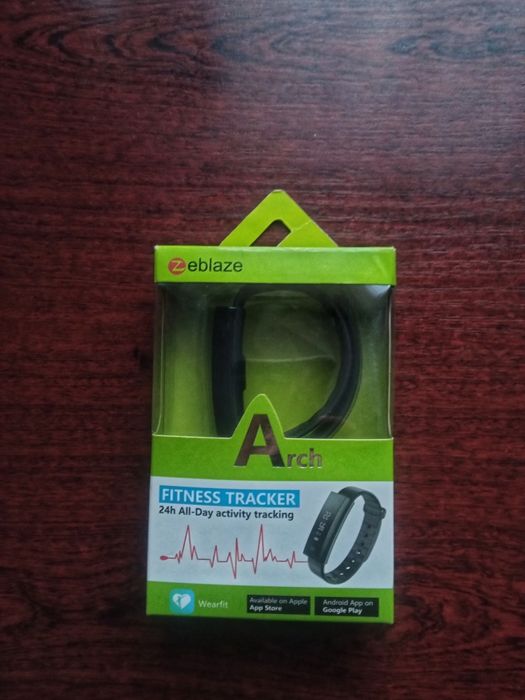 Zeblaze
Arch
FITNESS TRACKER
24h All-Day activity tracking
Wearfit
Available on Apple
App Store
Android App on
Google Play